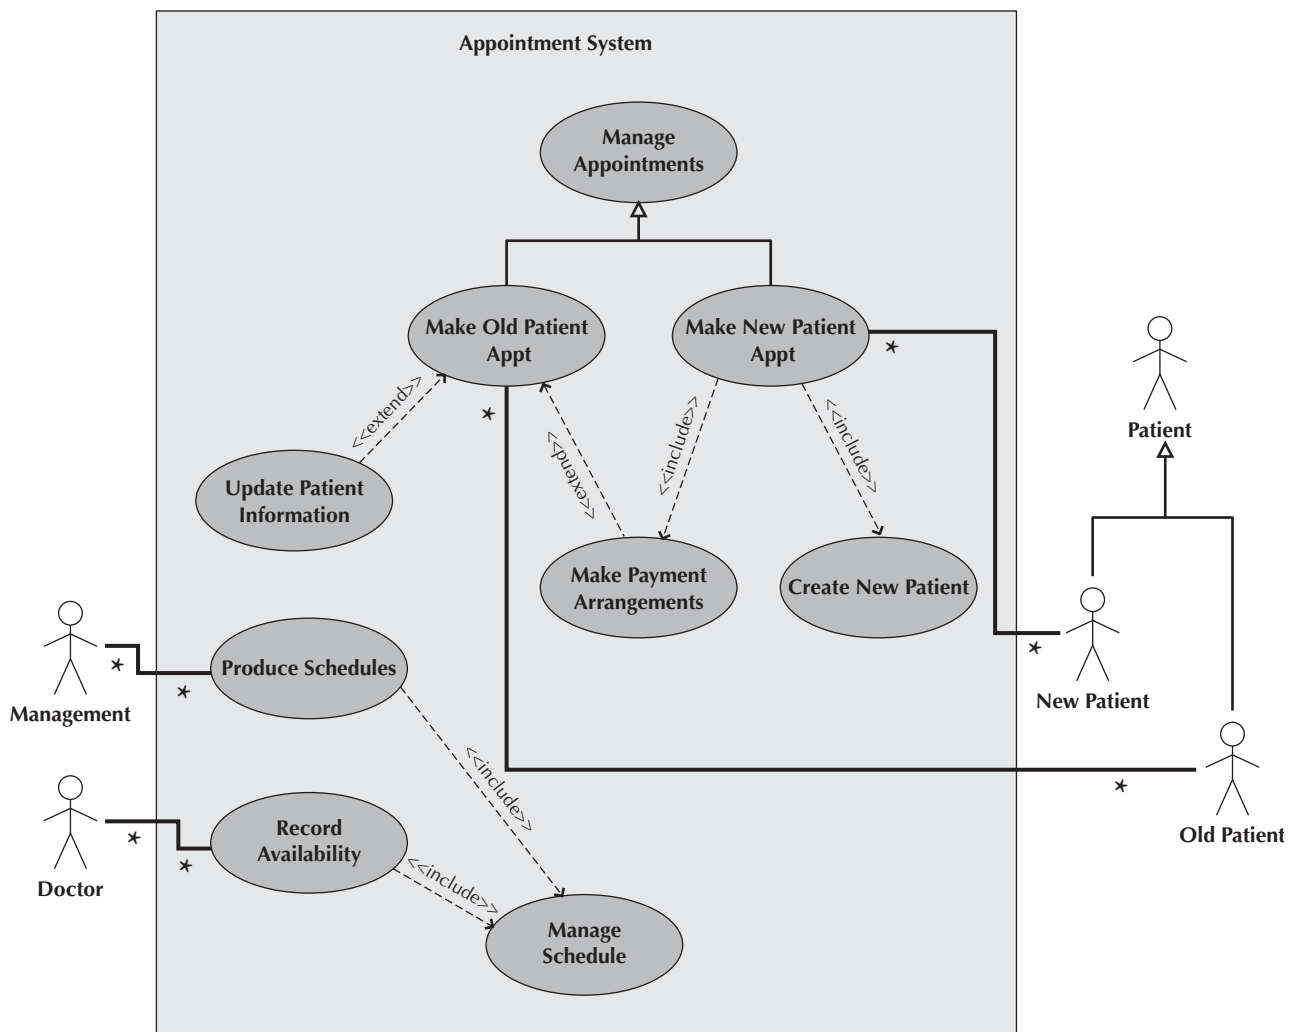 Appointment System
Manage
Appointments
Make Old Patient
Appt
Make New Patient
Appt
*
*
<<extend>>
<<extend>>
<<include>>
<<include>>
Patient
Update Patient
Information
Make Payment
Arrangements
Create New Patient
Management
*
*
Produce Schedules
*
New Patient
<<include>>
*
Old Patient
Doctor
*
*
Record
Availability
<<include>>
Manage
Schedule